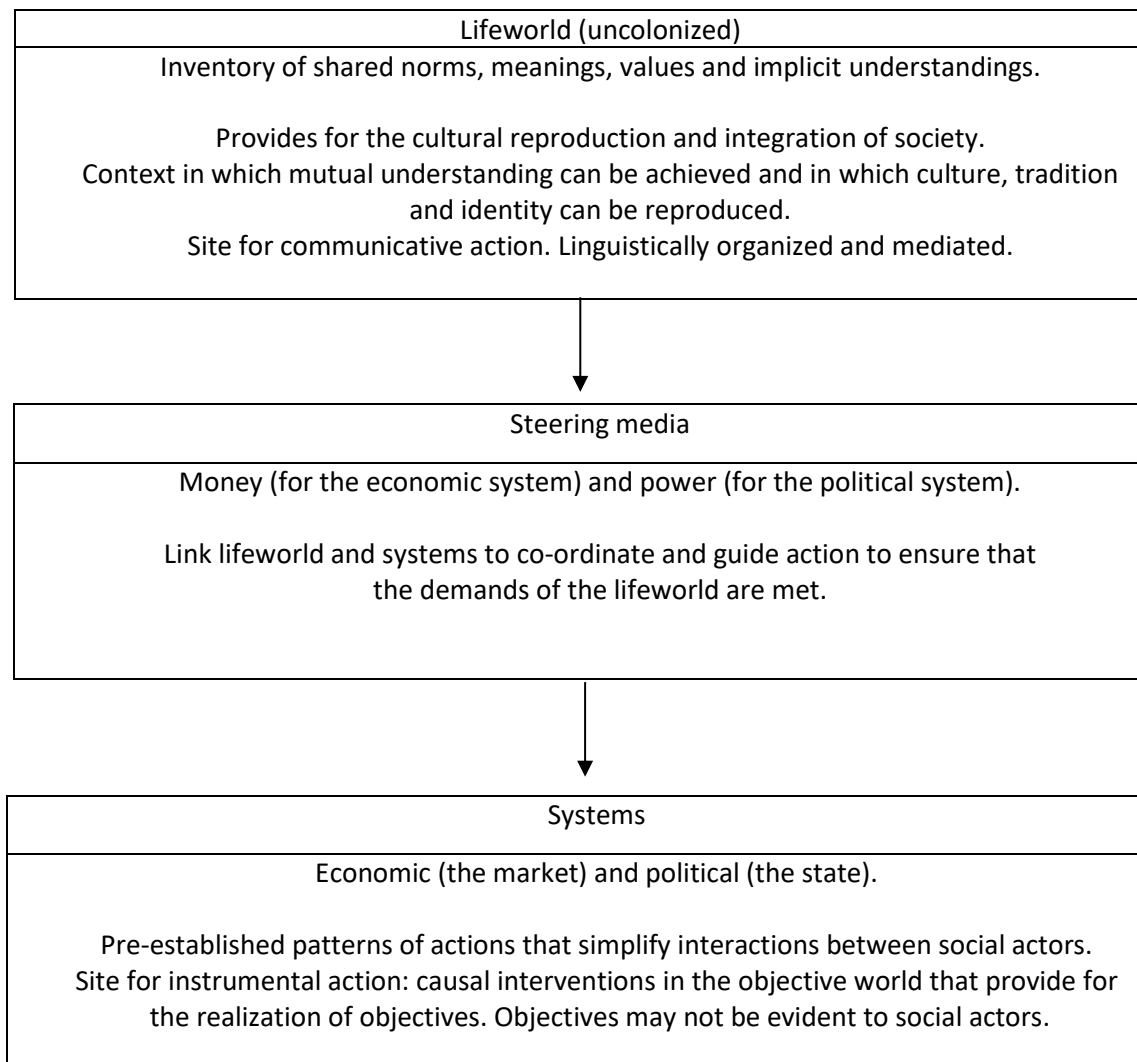 Lifeworld (uncolonized)
Inventory of shared norms, meanings, values and implicit understandings.
Provides for the cultural reproduction and integration of society.
Context in which mutual understanding can be achieved and in which culture, tradition
and identity can be reproduced.
Site for communicative action. Linguistically organized and mediated.
Steering media
Money (for the economic system) and power (for the political system).
Link lifeworld and systems to co-ordinate and guide action to ensure that
the demands of the lifeworld are met.
Systems
Economic (the market) and political (the state).
Pre-established patterns of actions that simplify interactions between social actors.
Site for instrumental action: causal interventions in the objective world that provide for
the realization of objectives. Objectives may not be evident to social actors.